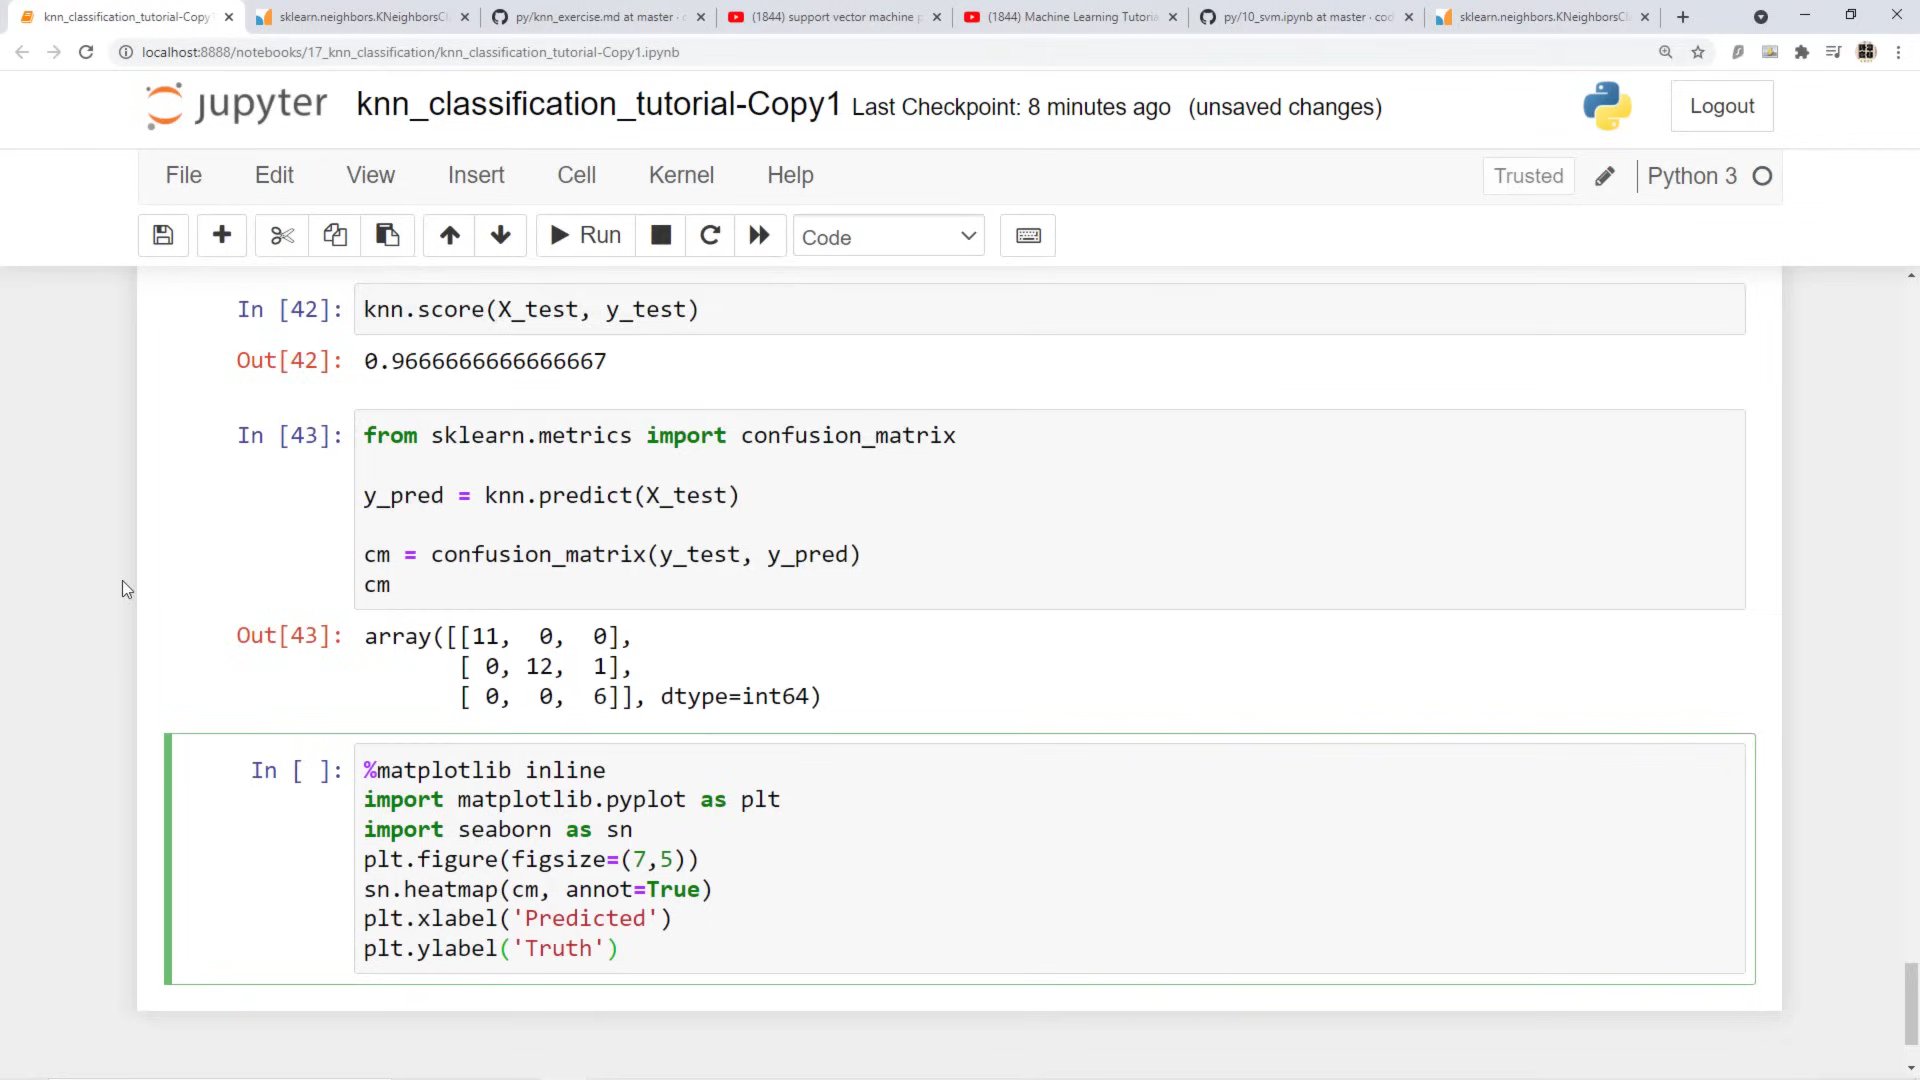 knn_classification_tutorial-Copy
sklearn.neighbors.KNeighborsCl
py/knn_exercise.md at master · c
(1844) support vector machine p
(1844) Machine Learning Tutoria
py/10_svm.ipynb at master · cod
sklearn.neighbors.KNeighborsCl
localhost:8888/notebooks/17_knn_classification/knn_classification_tutorial-Copy1.ipynb
jupyter knn_classification_tutorial-Copy1 Last Checkpoint: 8 minutes ago (unsaved changes)
Logout
File Edit View Insert Cell Kernel Help
Trusted Python 3
Run Code
In [42]: knn.score(X_test, y_test)
Out[42]: 0.9666666666666667
In [43]: from sklearn.metrics import confusion_matrix
y_pred = knn.predict(X_test)
cm = confusion_matrix(y_test, y_pred)
cm
Out[43]: array([[11, 0, 0],
[ 0, 12, 1],
[ 0, 0, 6]], dtype=int64)
In [ ]: %matplotlib inline
import matplotlib.pyplot as plt
import seaborn as sn
plt.figure(figsize=(7,5))
sn.heatmap(cm, annot=True)
plt.xlabel('Predicted')
plt.ylabel('Truth')